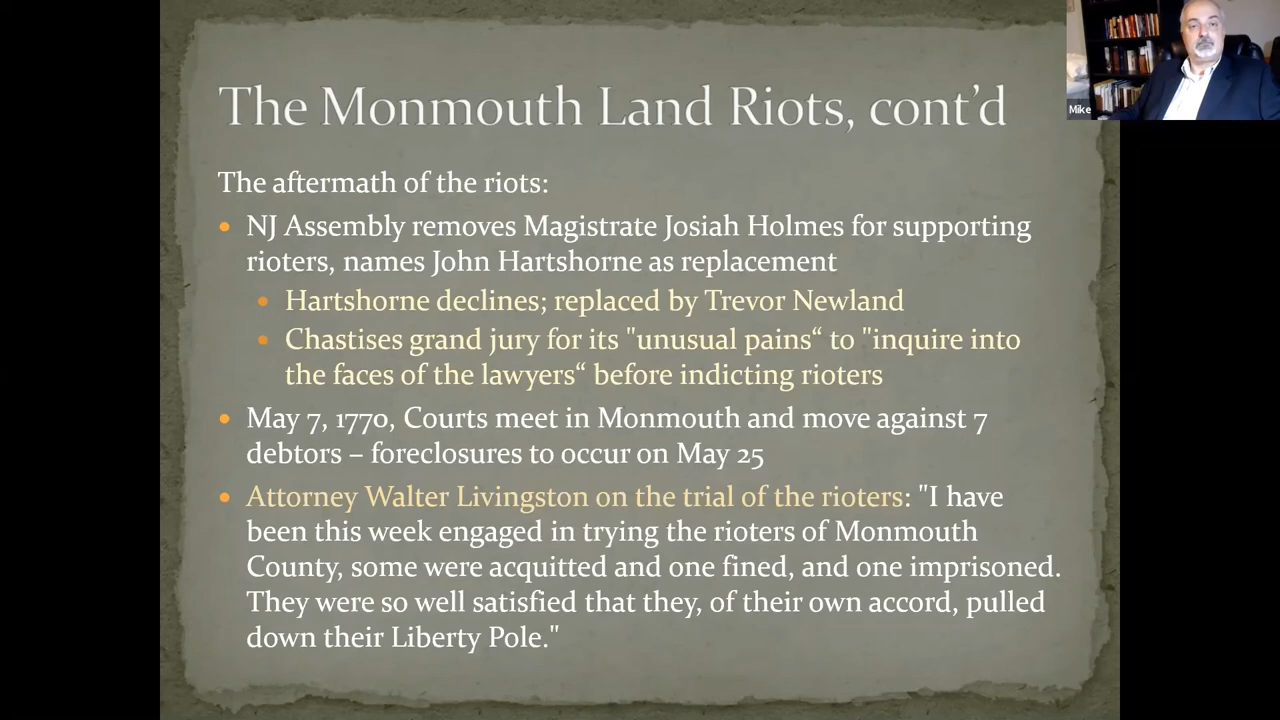 The Monmouth Land Riots, cont’d
Mike
The aftermath of the riots:
• NJ Assembly removes Magistrate Josiah Holmes for supporting
rioters, names John Hartshorne as replacement
• Hartshorne declines; replaced by Trevor Newland
• Chastises grand jury for its "unusual pains“ to "inquire into
the faces of the lawyers“ before indicting rioters
• May 7, 1770, Courts meet in Monmouth and move against 7
debtors – foreclosures to occur on May 25
• Attorney Walter Livingston on the trial of the rioters: "I have
been this week engaged in trying the rioters of Monmouth
County, some were acquitted and one fined, and one imprisoned.
They were so well satisfied that they, of their own accord, pulled
down their Liberty Pole."